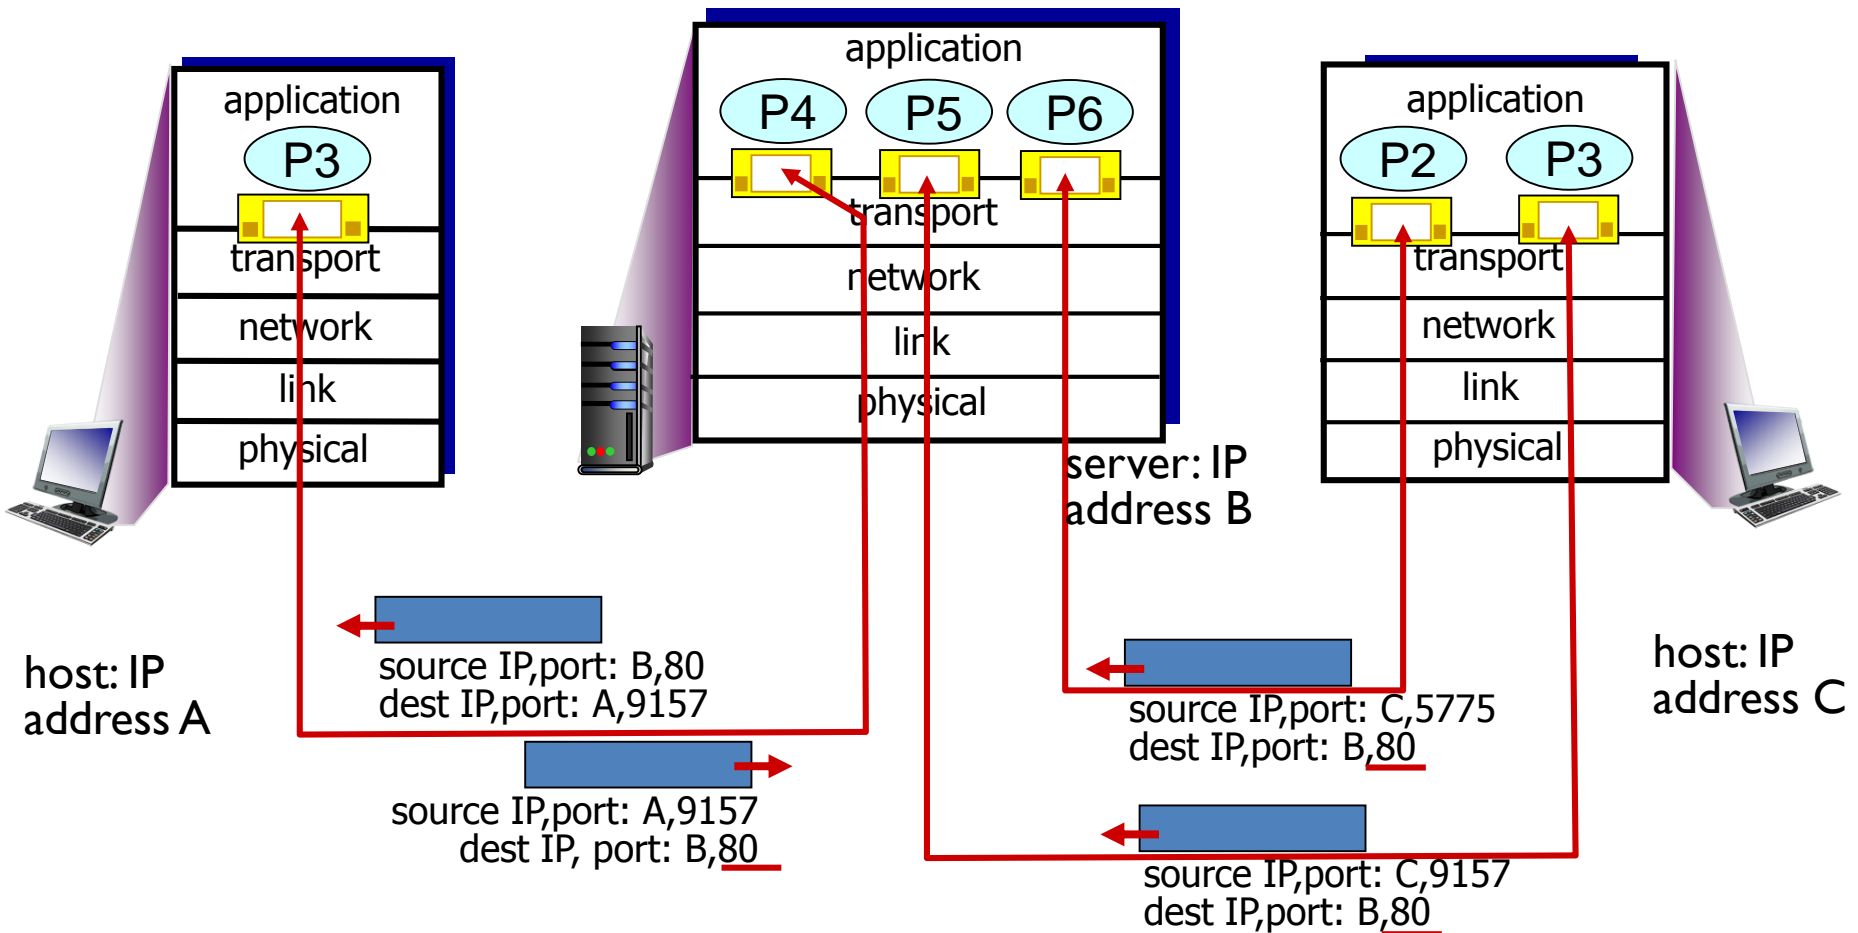 application
P3
transport
network
link
physical
host: IP
address A
application
P4 P5 P6
transport
network
link
physical
server: IP
address B
application
P2 P3
transport
network
link
physical
host: IP
address C
source IP,port: B,80
dest IP,port: A,9157
source IP,port: A,9157
dest IP, port: B,80
source IP,port: C,5775
dest IP,port: B,80
source IP,port: C,9157
dest IP,port: B,80